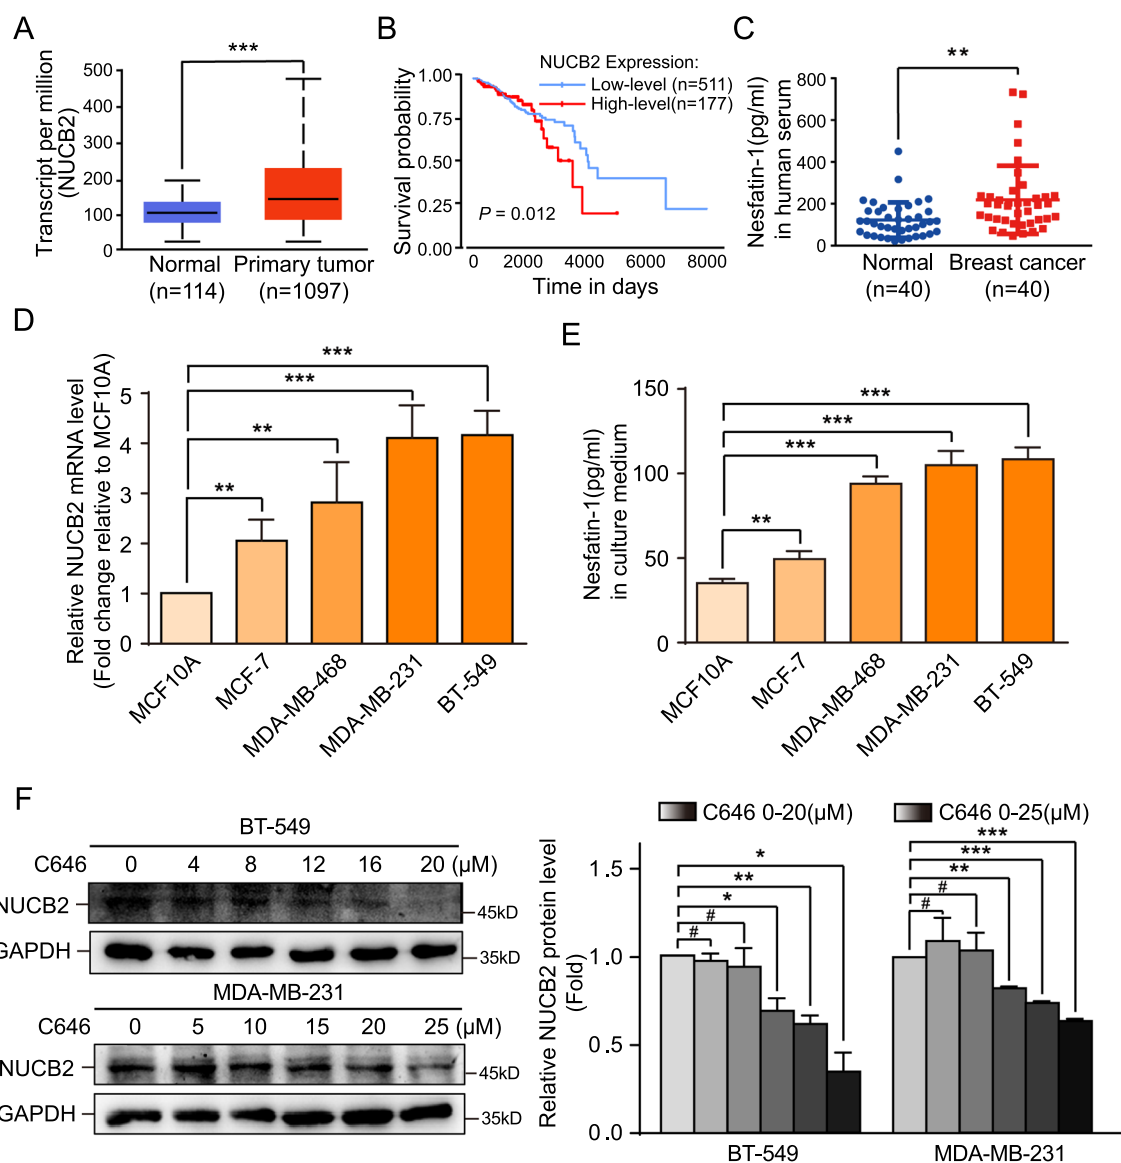 A
Transcript per million
(NUCB2)
500
400
300
200
100
0
***
Normal
(n=114)
Primary tumor
(n=1097)
B
Survival probability
1.00
0.75
0.50
0.25
0.00
NUCB2 Expression:
Low-level (n=511)
High-level(n=177)
P = 0.012
0 2000 4000 6000 8000
Time in days
C
Nesfatin-1(pg/ml)
in human serum
800
600
400
200
0
**
Normal
(n=40)
Breast cancer
(n=40)
D
Relative NUCB2 mRNA level
(Fold change relative to MCF10A)
5
4
3
2
1
0
***
***
**
**
MCF10A
MCF-7
MDA-MB-468
MDA-MB-231
BT-549
E
Nesfatin-1(pg/ml)
in culture medium
150
100
50
0
***
***
***
**
MCF10A
MCF-7
MDA-MB-468
MDA-MB-231
BT-549
F
BT-549
C646 0 4 8 12 16 20 (μM)
NUCB2
45kD
GAPDH
35kD
MDA-MB-231
C646 0 5 10 15 20 25 (μM)
NUCB2
45kD
GAPDH
35kD
C646 0-20(μM)
C646 0-25(μM)
Relative NUCB2 protein level
(Fold)
1.5
1.0
0.5
0.0
*
**
*
#
#
***
***
**
#
#
BT-549
MDA-MB-231